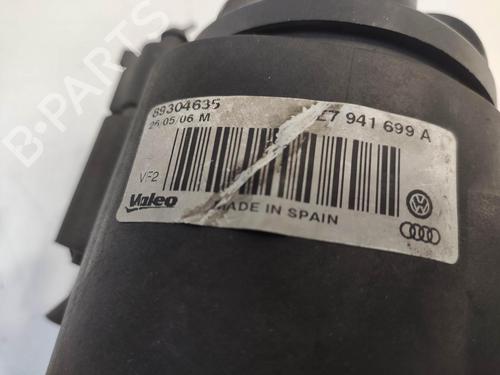 B-Parts
89304635
26/05/06 M
E7 941 699 A
VF2
Valeo
MADE IN SPAIN